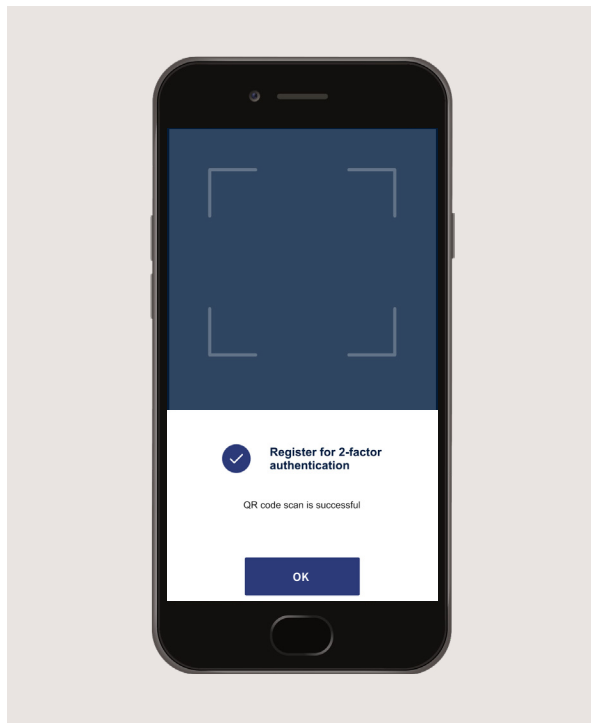 Register for 2-factor
authentication
QR code scan is successful
OK